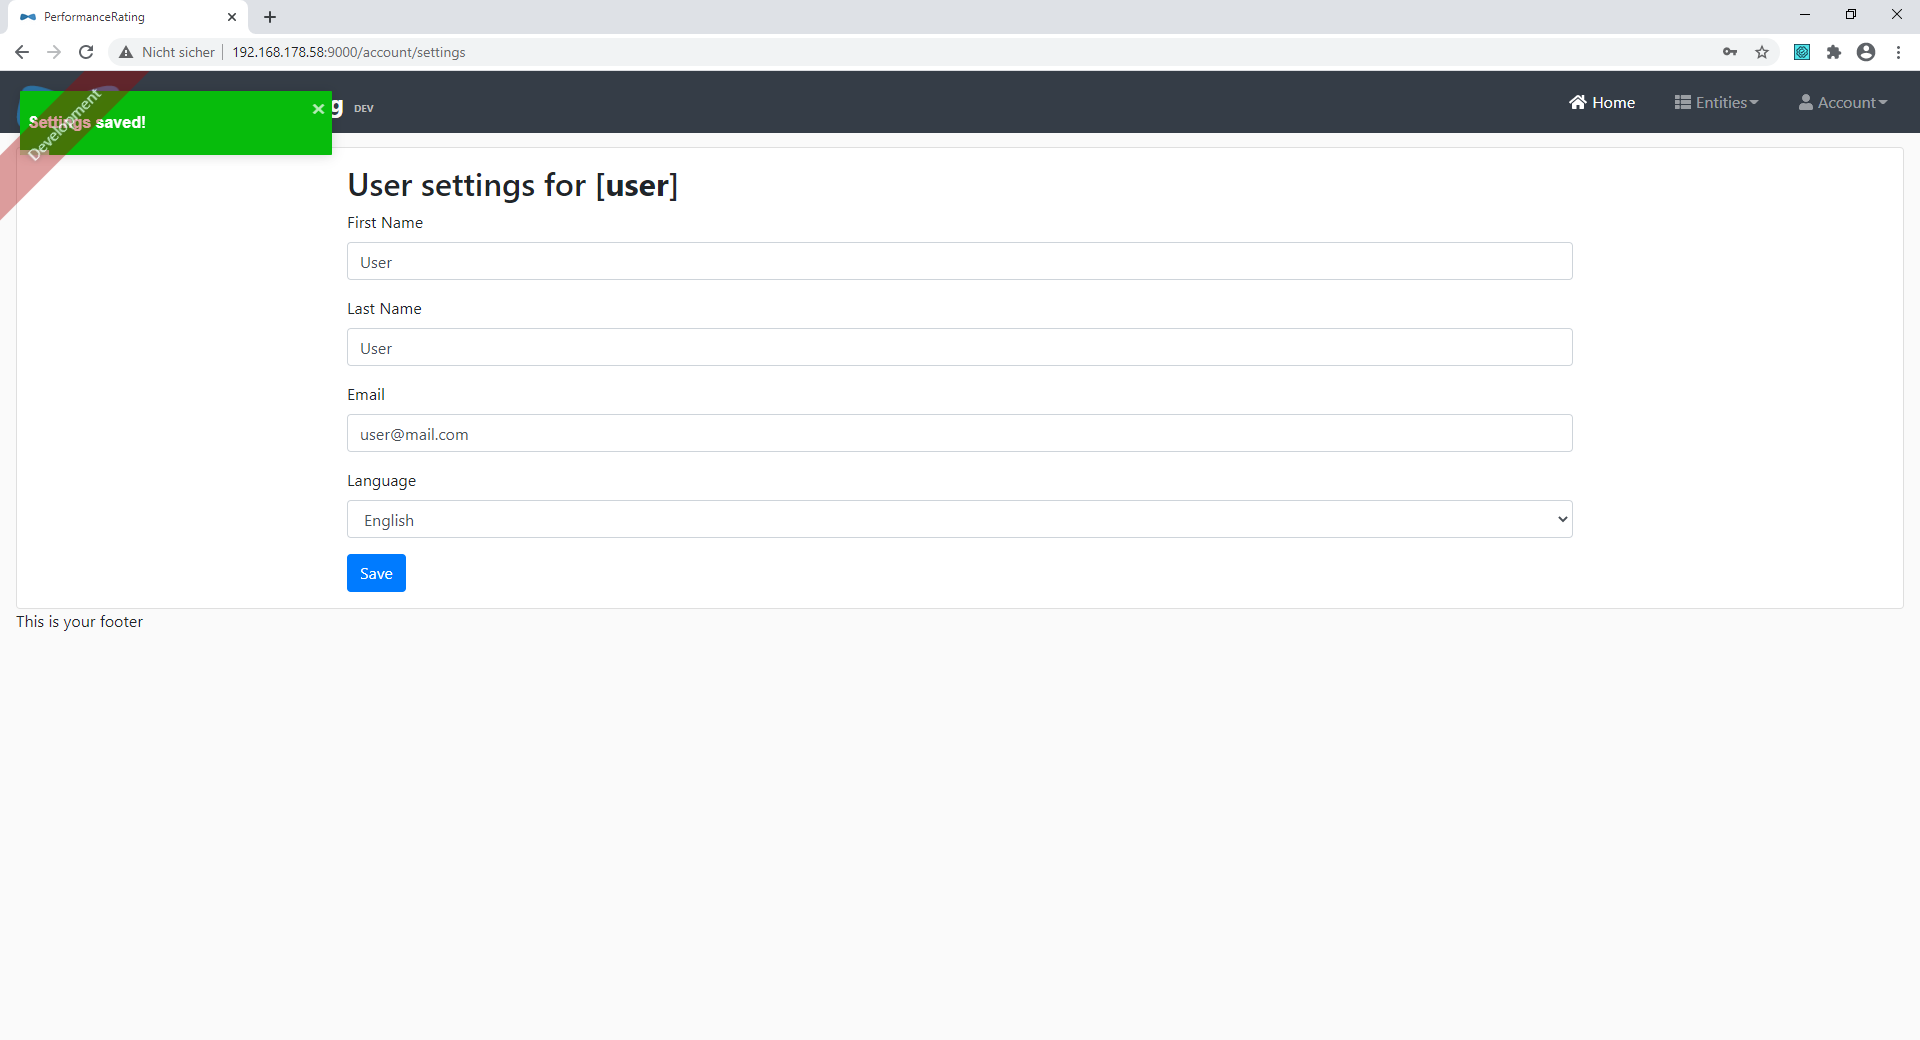 PerformanceRating
Nicht sicher
192.168.178.58:9000/account/settings
g DEV
Home
Entities
Account
Development
Settings saved!
User settings for [user]
First Name
User
Last Name
User
Email
user@mail.com
Language
English
Save
This is your footer